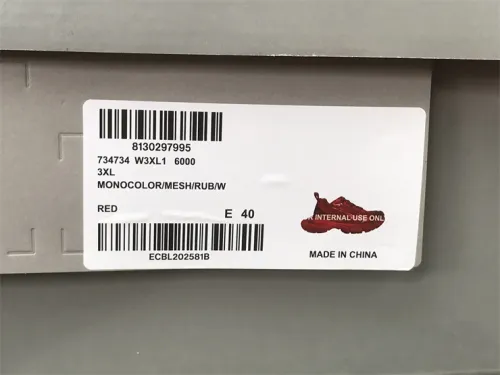 8130297995
734734 W3XL1 6000
3XL
MONOCOLOR/MESH/RUB/W
RED
E 40
INTERNAL USE ONL
ECBL202581B
MADE IN CHINA